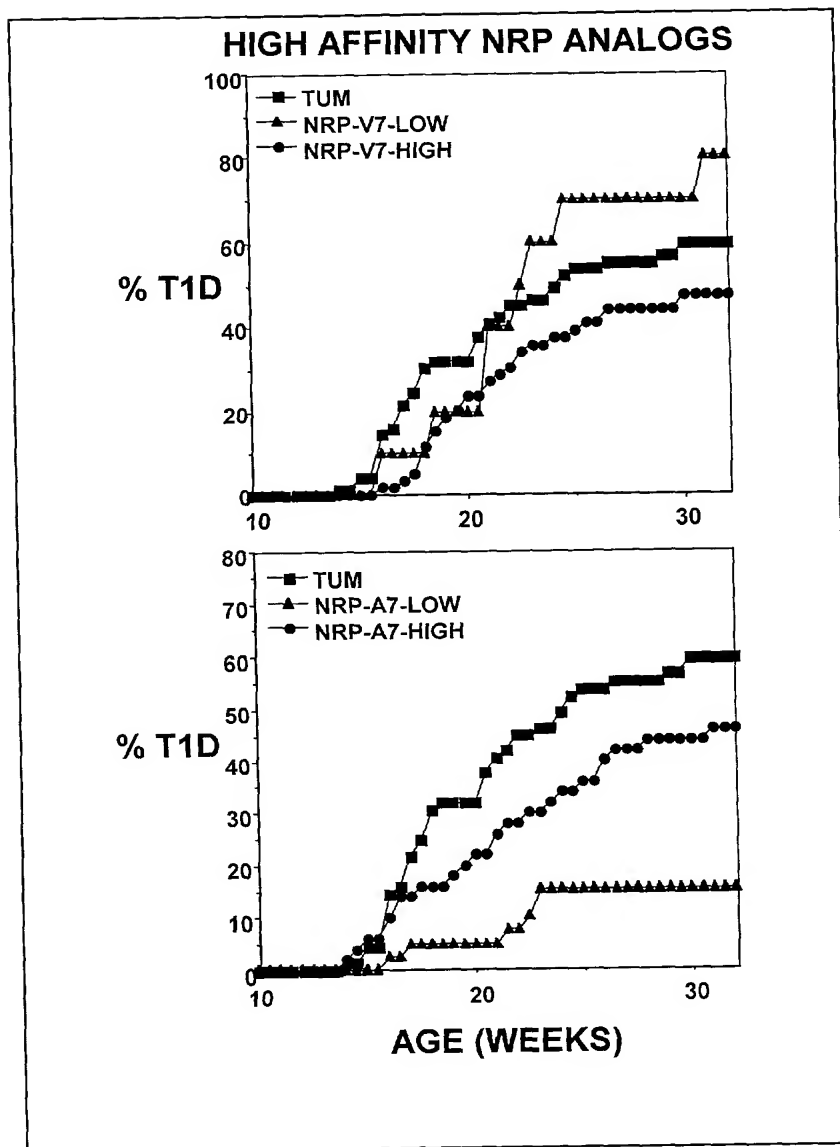 HIGH AFFINITY NRP ANALOGS
100
80
60
40
20
0
% T1D
TUM
NRP-V7-LOW
NRP-V7-HIGH
10
20
30
80
70
60
50
40
30
20
10
0
% T1D
TUM
NRP-A7-LOW
NRP-A7-HIGH
10
20
30
AGE (WEEKS)